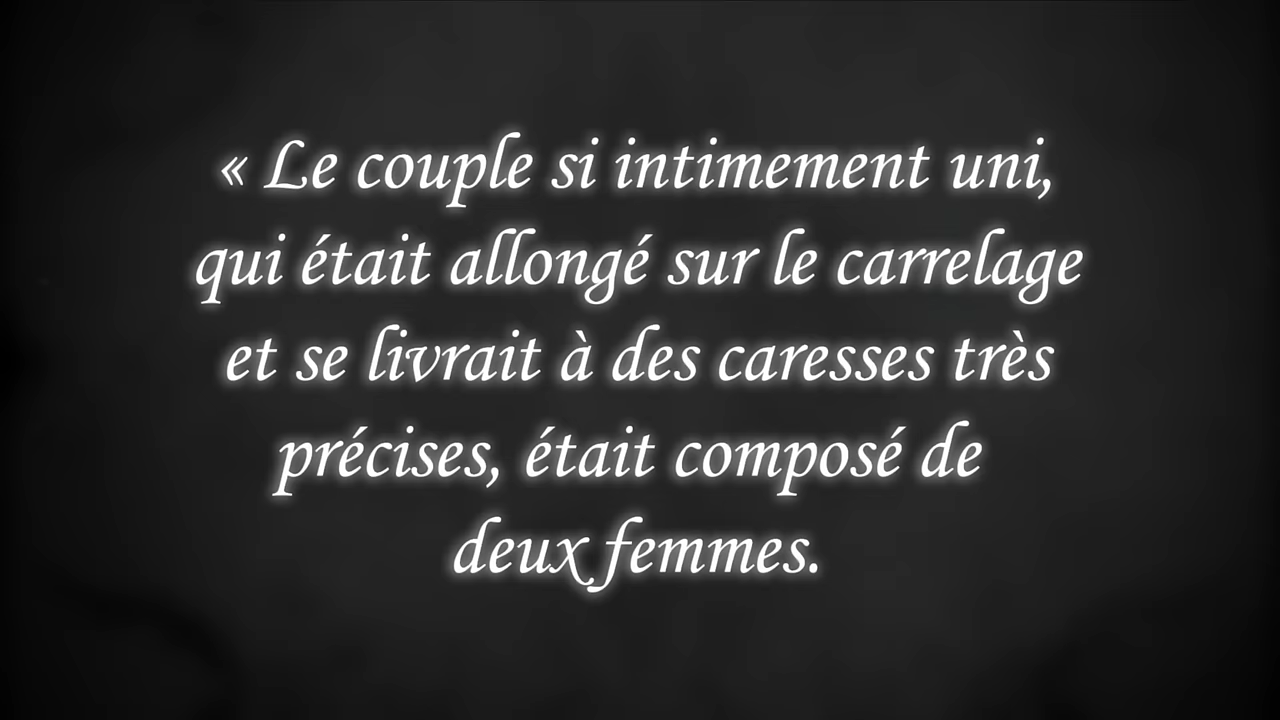 « Le couple si intimement uni,
qui était allongé sur le carrelage
et se livrait à des caresses très
précises, était composé de
deux femmes.